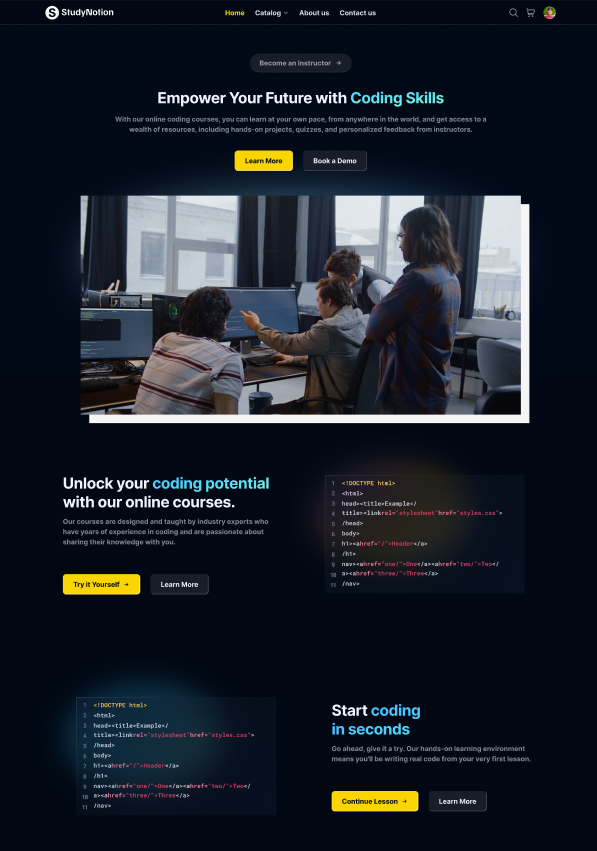 StudyNotion
Home
Catalog
About us
Contact us
Become an Instructor →
Empower Your Future with Coding Skills
With our online coding courses, you can learn at your own pace, from anywhere in the world, and get access to a
wealth of resources, including hands-on projects, quizzes, and personalized feedback from instructors.
Learn More
Book a Demo
Unlock your coding potential
with our online courses.
Our courses are designed and taught by industry experts who
have years of experience in coding and are passionate about
sharing their knowledge with you.
Try it Yourself →
Learn More
1 <!DOCTYPE html>
2 <html>
3 head><title>Example</
4 title><linkrel="stylesheet"href="styles.css">
5 /head>
6 body>
7 h1><ahref="/">Header</a>
8 /h1>
9 nav><ahref="one/">One</a><ahref="two/">Two</
10 a><ahref="three/">Three</a>
11 /nav>
1 <!DOCTYPE html>
2 <html>
3 head><title>Example</
4 title><linkrel="stylesheet"href="styles.css">
5 /head>
6 body>
7 h1><ahref="/">Header</a>
8 /h1>
9 nav><ahref="one/">One</a><ahref="two/">Two</
10 a><ahref="three/">Three</a>
11 /nav>
Start coding
in seconds
Go ahead, give it a try. Our hands-on learning environment
means you'll be writing real code from your very first lesson.
Continue Lesson →
Learn More